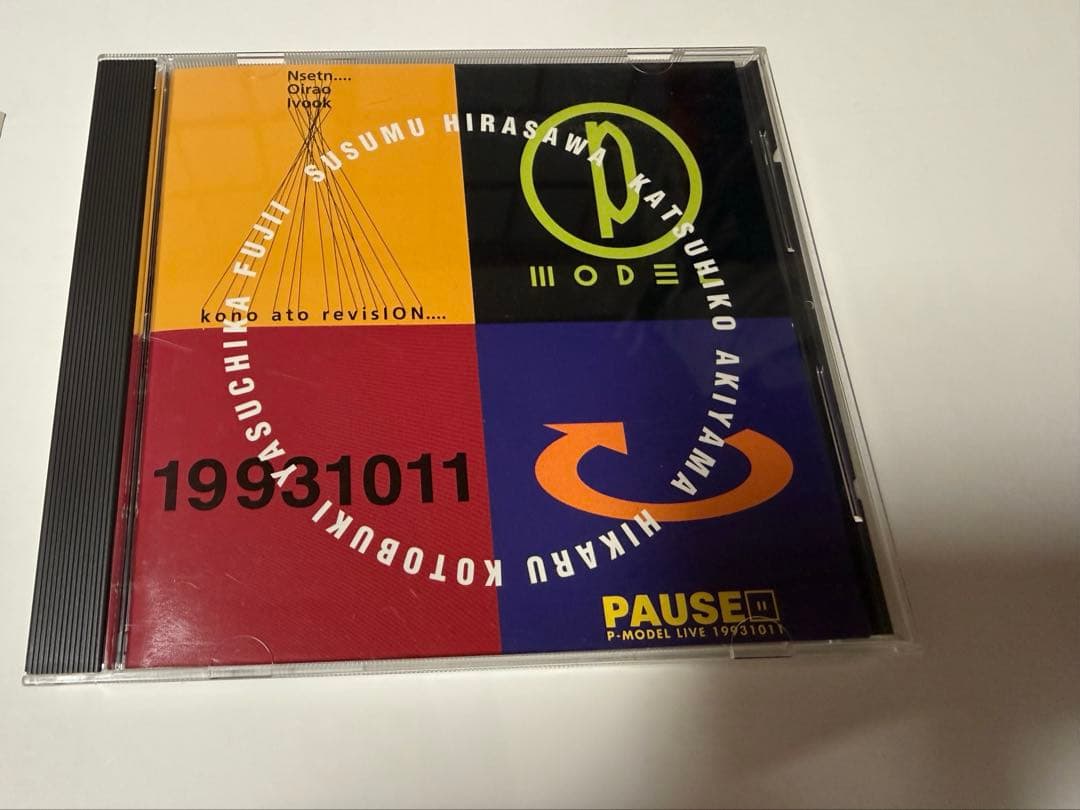 Nsetn....
Oirao
Ivook
kono ato revisION....
SUSUMU HIRASAWA KATSUHIKO AKIYAMA HIKARU KOTOBUKI YASUCHIKA FUJII
P
MODEL
19931011
PAUSE
P-MODEL LIVE 19931011